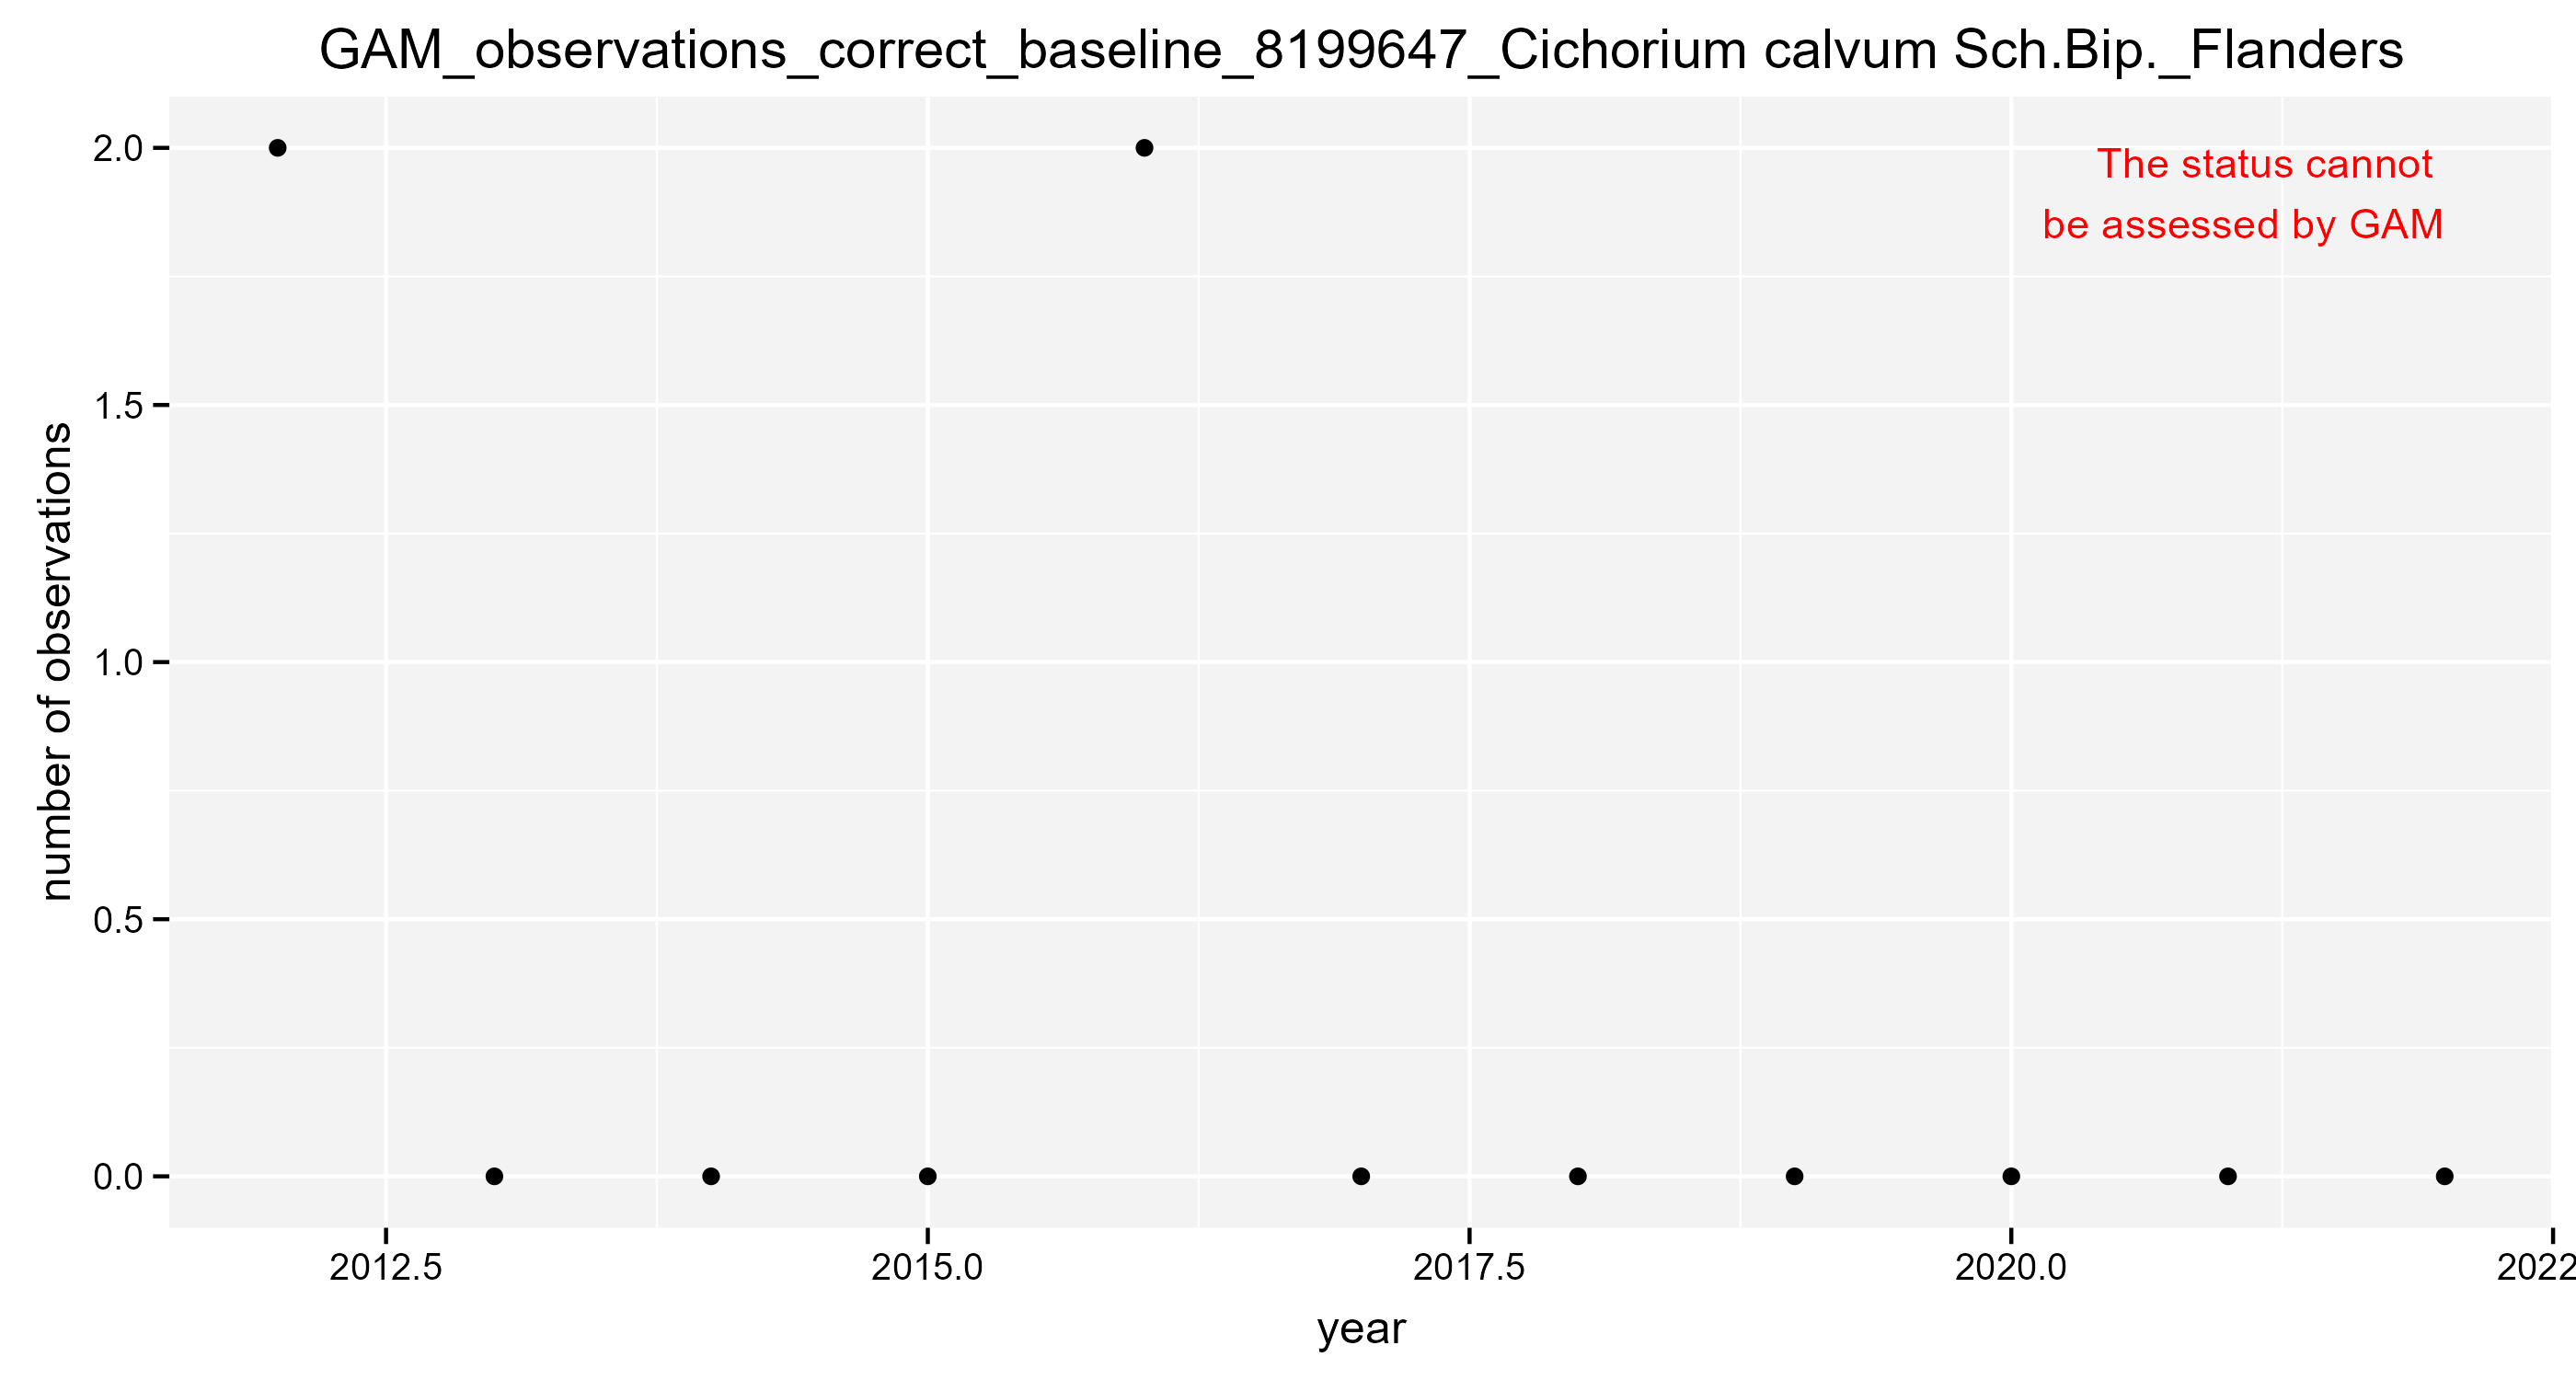 GAM_observations_correct_baseline_8199647_Cichorium calvum Sch.Bip._Flanders
The status cannot
be assessed by GAM
number of observations
2.0
1.5
1.0
0.5
0.0
2012.5 2015.0 2017.5 2020.0 2022
year